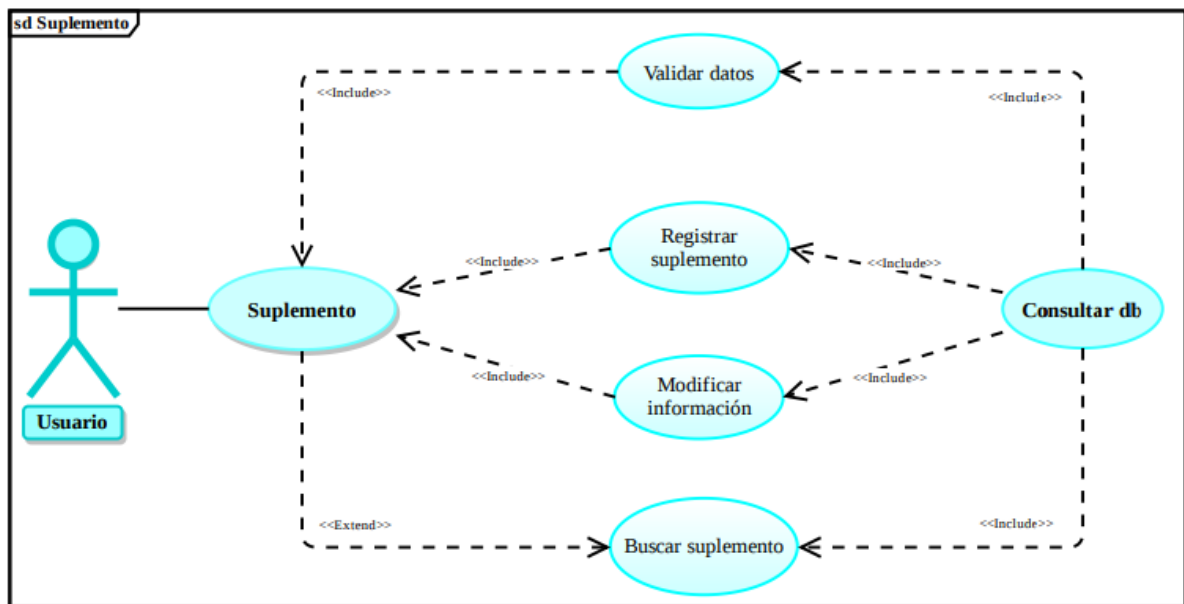 sd Suplemento
Validar datos
<<Include>>
<<Include>>
Registrar
suplemento
<<Include>>
<<Include>>
Suplemento
Consultar db
<<Include>>
<<Include>>
Modificar
información
Usuario
<<Extend>>
<<Include>>
Buscar suplemento